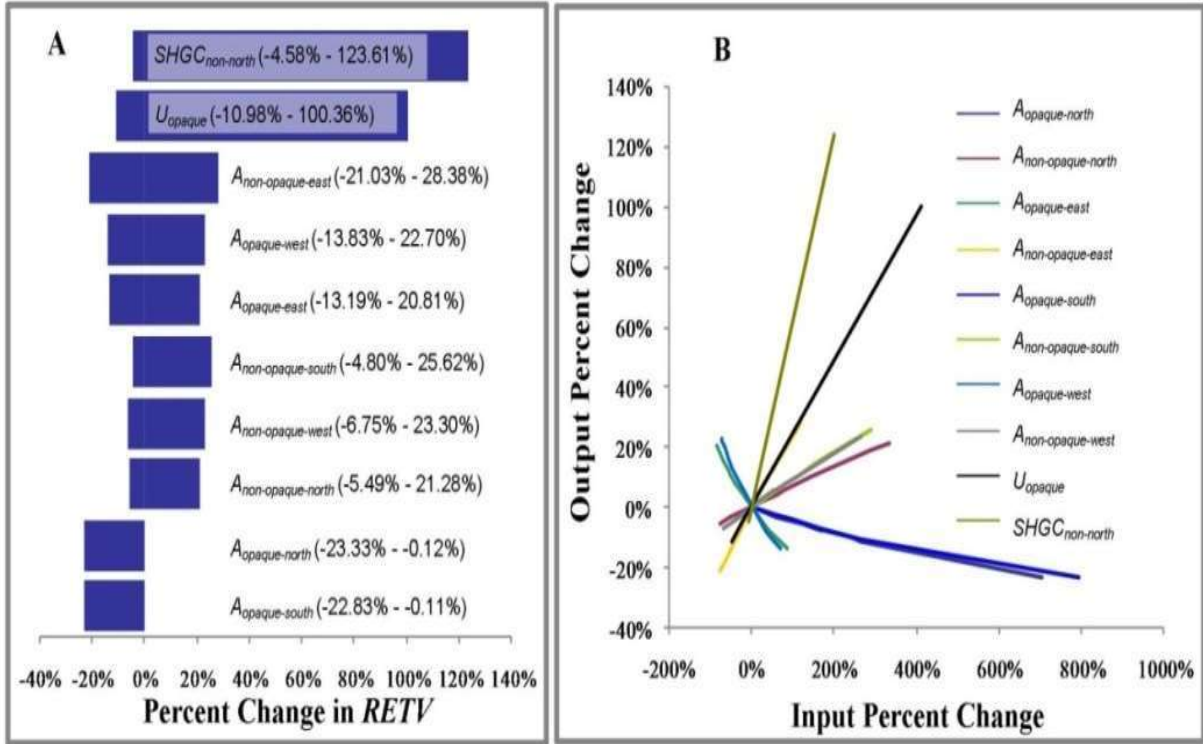 A
SHGCnon-north (-4.58% - 123.61%)
Uopaque (-10.98% - 100.36%)
Anon-opaque-east (-21.03% - 28.38%)
Aopaque-west (-13.83% - 22.70%)
Aopaque-east (-13.19% - 20.81%)
Anon-opaque-south (-4.80% - 25.62%)
Anon-opaque-west (-6.75% - 23.30%)
Anon-opaque-north (-5.49% - 21.28%)
Aopaque-north (-23.33% - -0.12%)
Aopaque-south (-22.83% - -0.11%)
-40% -20% 0% 20% 40% 60% 80% 100% 120% 140%
Percent Change in RETV
B
Output Percent Change
140%
120%
100%
80%
60%
40%
20%
0%
-20%
-40%
-200% 0% 200% 400% 600% 800% 1000%
Input Percent Change
Aopaque-north
Anon-opaque-north
Aopaque-east
Anon-opaque-east
Aopaque-south
Anon-opaque-south
Aopaque-west
Anon-opaque-west
Uopaque
SHGCnon-north